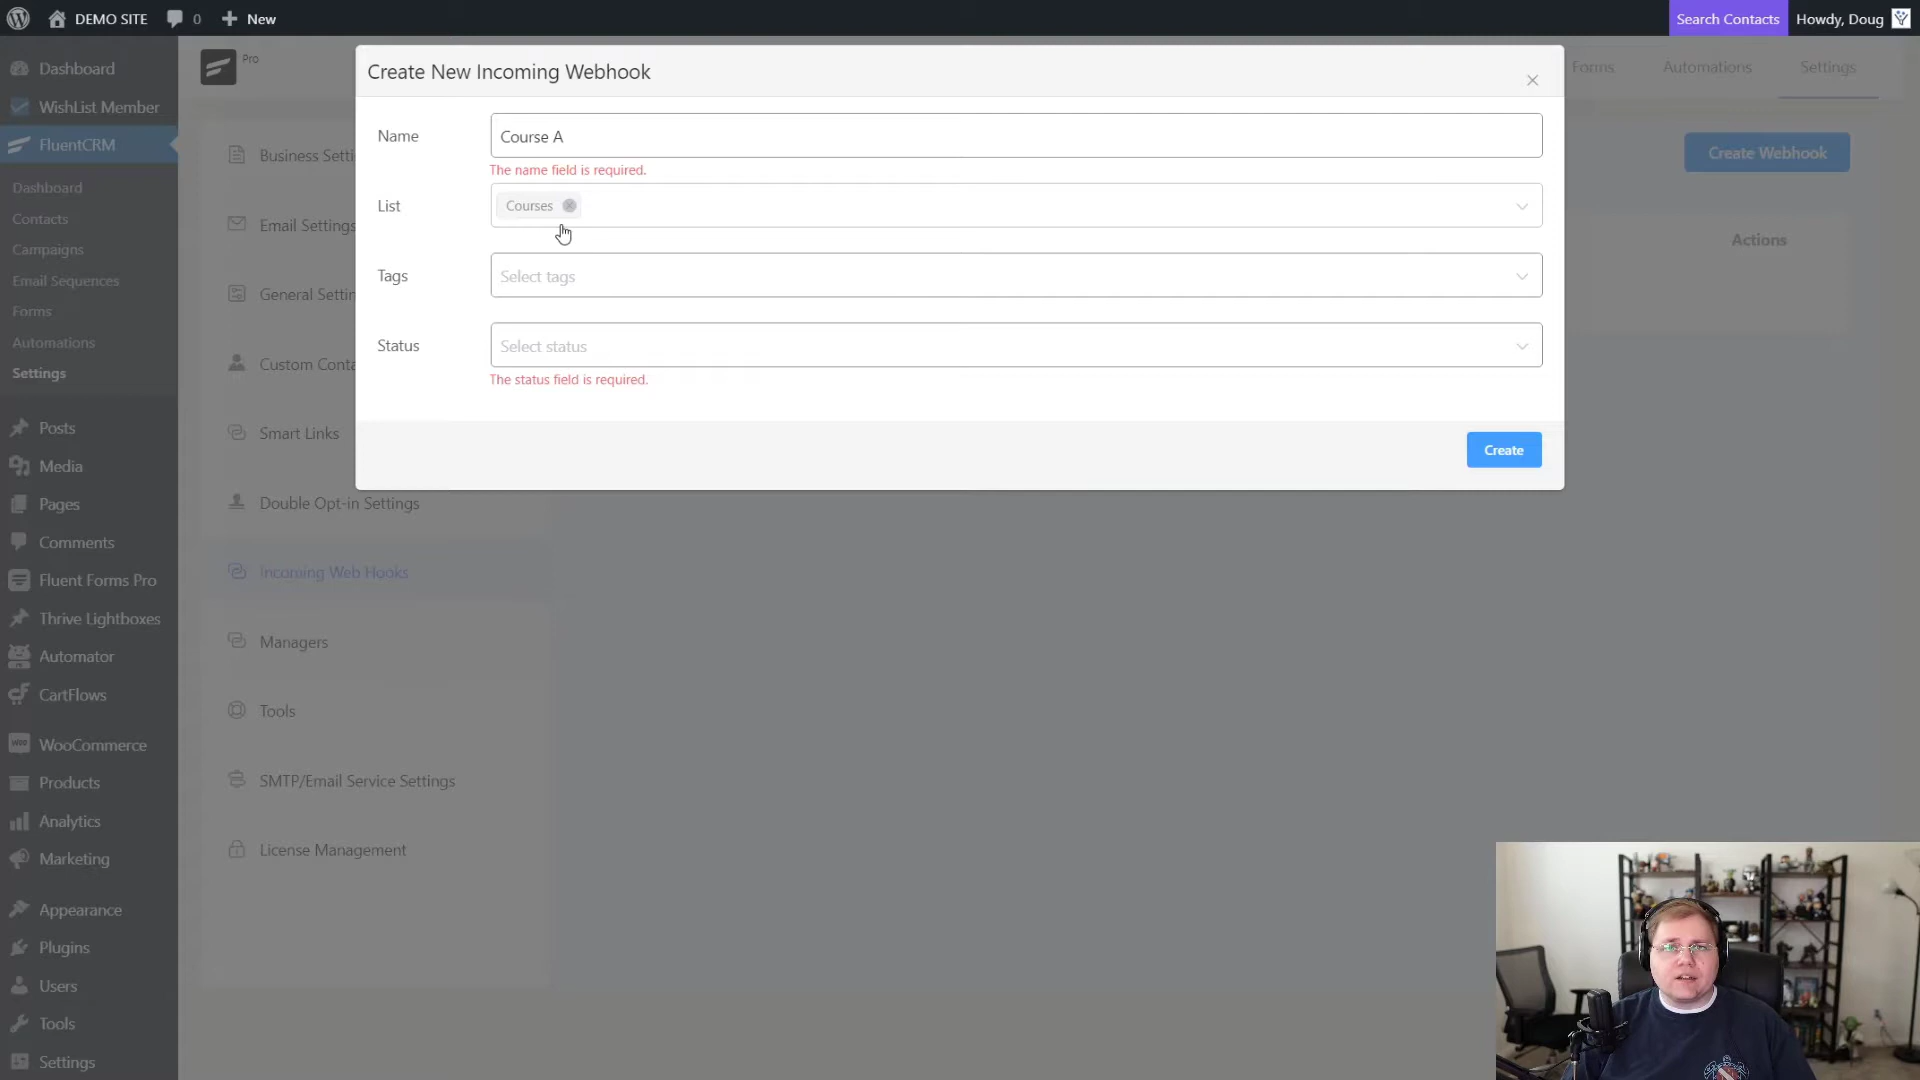 DEMO SITE
0
New
Search Contacts
Howdy, Doug
Dashboard
WishList Member
FluentCRM
Dashboard
Contacts
Campaigns
Email Sequences
Forms
Automations
Settings
Posts
Media
Pages
Comments
Fluent Forms Pro
Thrive Lightboxes
Automator
CartFlows
WooCommerce
Products
Analytics
Marketing
Appearance
Plugins
Users
Tools
Settings
Pro
Forms
Automations
Settings
Business Setti
Email Settings
General Settin
Custom Conta
Smart Links
Double Opt-in Settings
Incoming Web Hooks
Managers
Tools
SMTP/Email Service Settings
License Management
Create Webhook
Actions
Create New Incoming Webhook
Name
Course A
The name field is required.
List
Courses
Tags
Select tags
Status
Select status
The status field is required.
Create